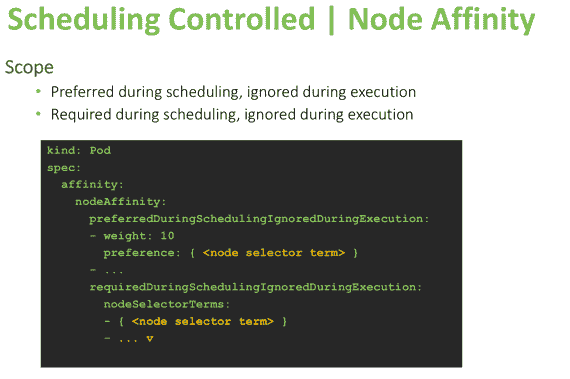 Scheduling Controlled | Node Affinity
Scope
• Preferred during scheduling, ignored during execution
• Required during scheduling, ignored during execution
kind: Pod
spec:
  affinity:
    nodeAffinity:
      preferredDuringSchedulingIgnoredDuringExecution:
      - weight: 10
        preference: { <node selector term> }
      - ...
      requiredDuringSchedulingIgnoredDuringExecution:
        nodeSelectorTerms:
        - { <node selector term> }
        - ... v